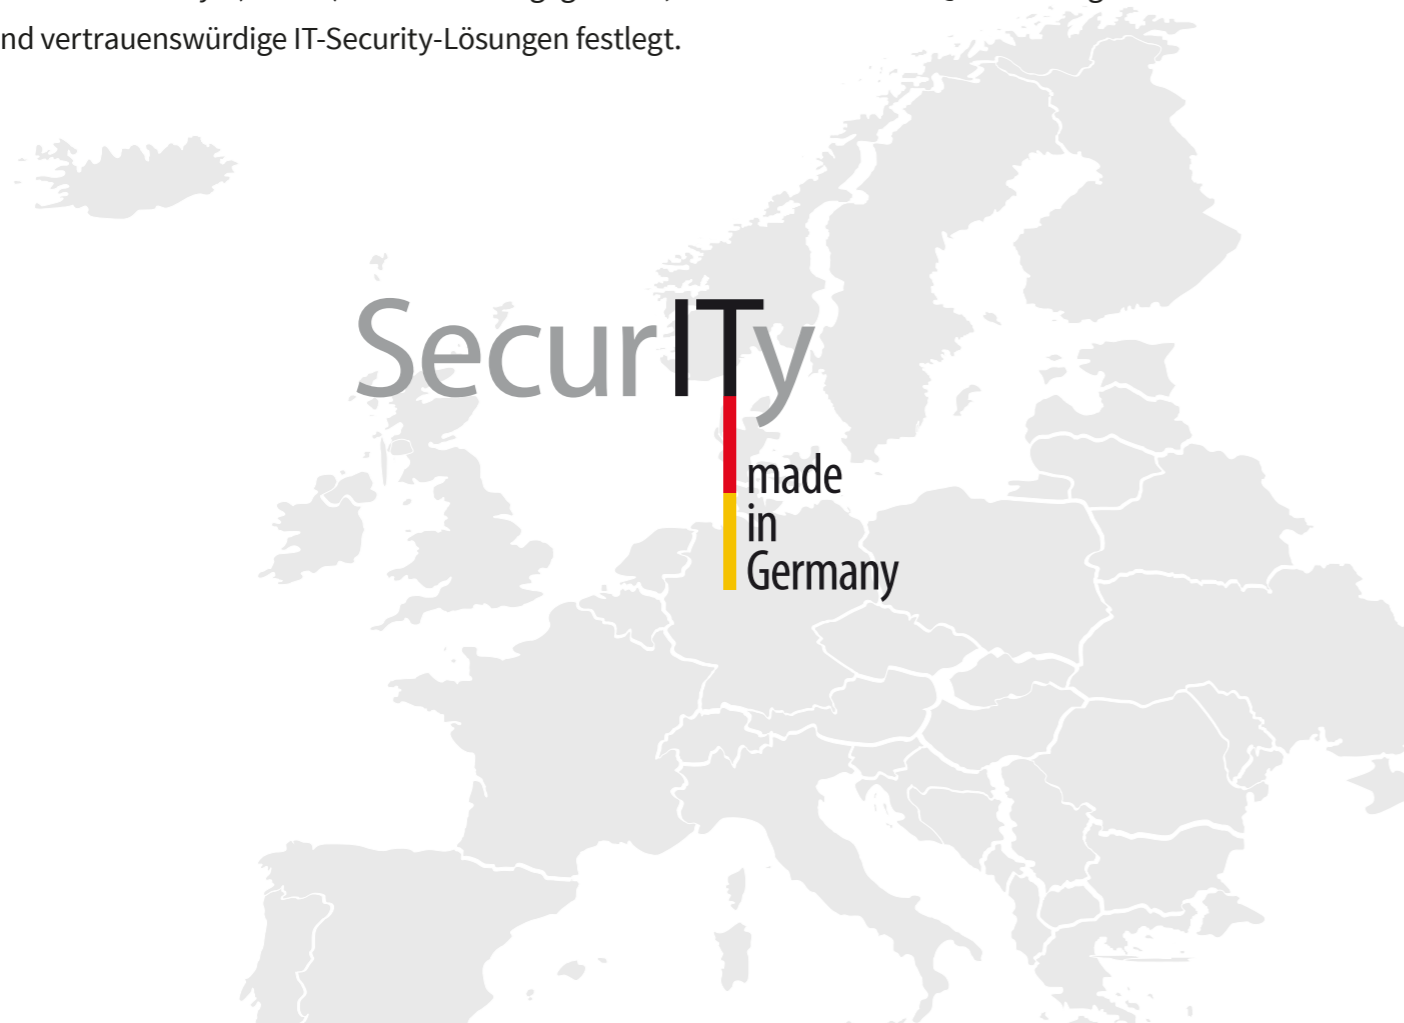 nd vertrauenswürdige IT-Security-Lösungen festlegt.
SecurITy
made
in
Germany